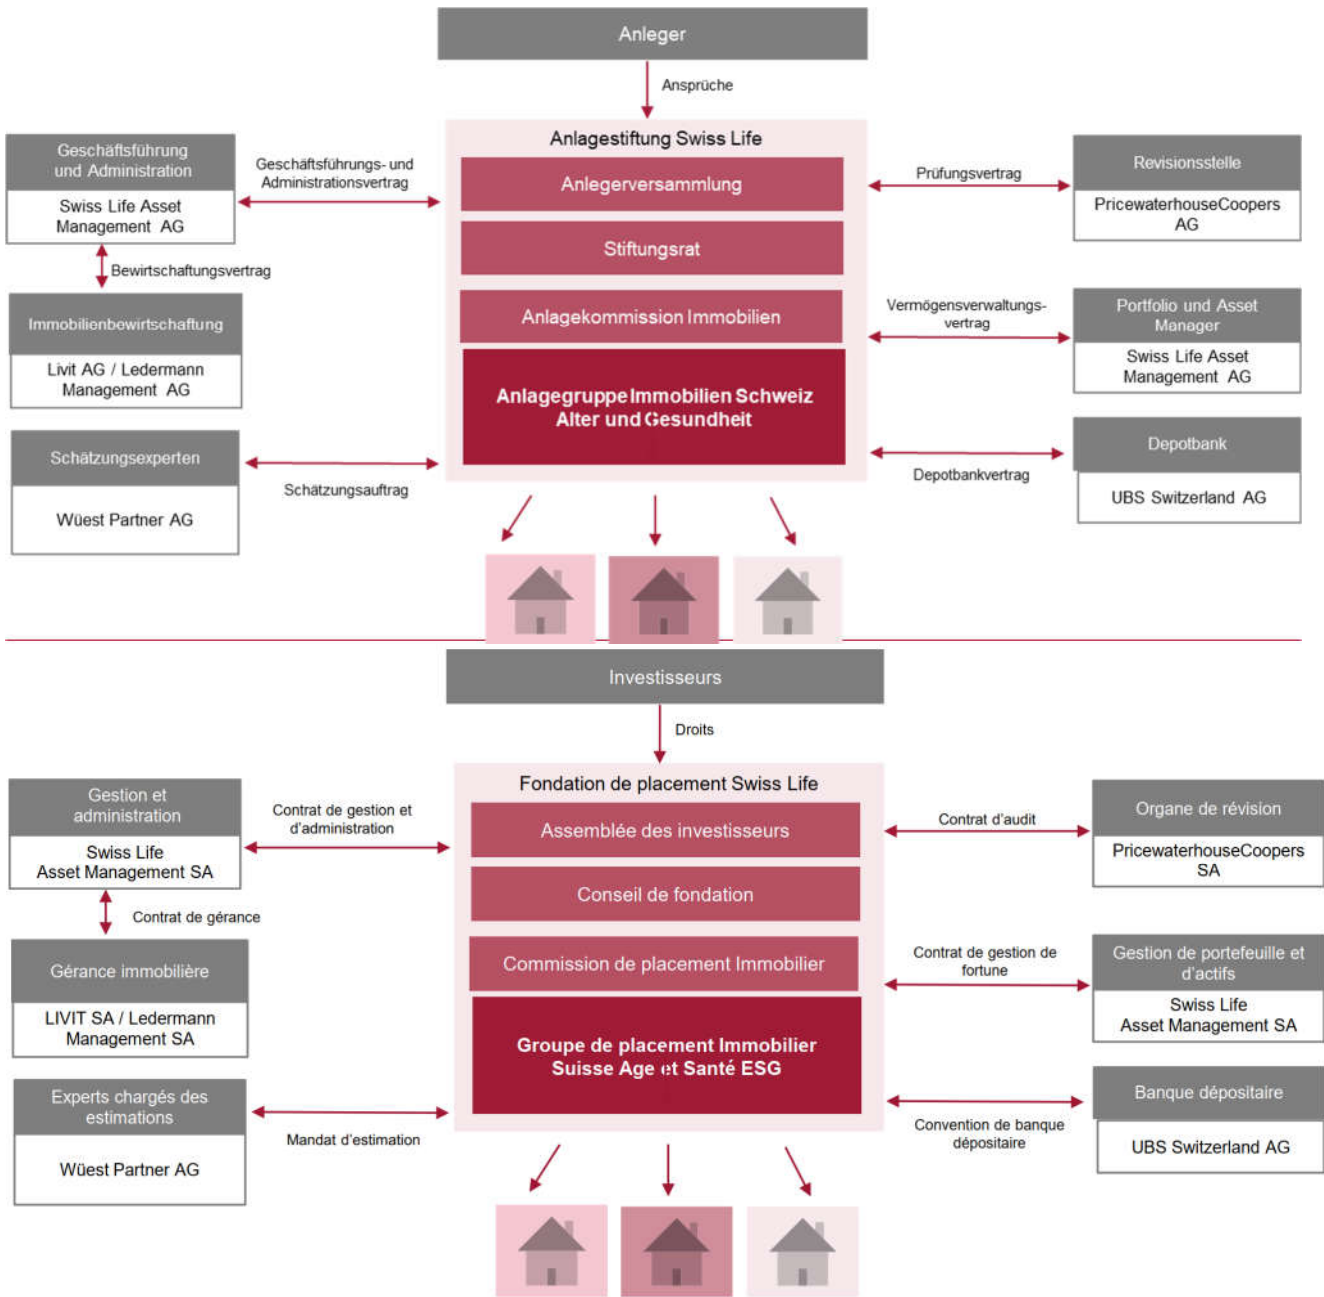 Anleger
Ansprüche
Anlagestiftung Swiss Life
Anlegerversammlung
Stiftungsrat
Anlagekommission Immobilien
Anlagegruppe Immobilien Schweiz
Alter und Gesundheit
Geschäftsführung
und Administration
Swiss Life Asset
Management AG
Geschäftsführungs- und
Administrationsvertrag
Bewirtschaftungsvertrag
Immobilienbewirtschaftung
Livit AG / Ledermann
Management AG
Schätzungsexperten
Wüest Partner AG
Schätzungsauftrag
Prüfungsvertrag
Revisionsstelle
PricewaterhouseCoopers
AG
Vermögensverwaltungs-
vertrag
Portfolio und Asset
Manager
Swiss Life Asset
Management AG
Depotbankvertrag
Depotbank
UBS Switzerland AG
Investisseurs
Droits
Fondation de placement Swiss Life
Assemblée des investisseurs
Conseil de fondation
Commission de placement Immobilier
Groupe de placement Immobilier
Suisse Age et Santé ESG
Gestion et
administration
Swiss Life
Asset Management SA
Contrat de gestion et
d'administration
Contrat de gérance
Gérance immobilière
LIVIT SA / Ledermann
Management SA
Experts chargés des
estimations
Wüest Partner AG
Mandat d'estimation
Contrat d'audit
Organe de révision
PricewaterhouseCoopers
SA
Contrat de gestion de
fortune
Gestion de portefeuille et
d'actifs
Swiss Life
Asset Management SA
Convention de banque
dépositaire
Banque dépositaire
UBS Switzerland AG